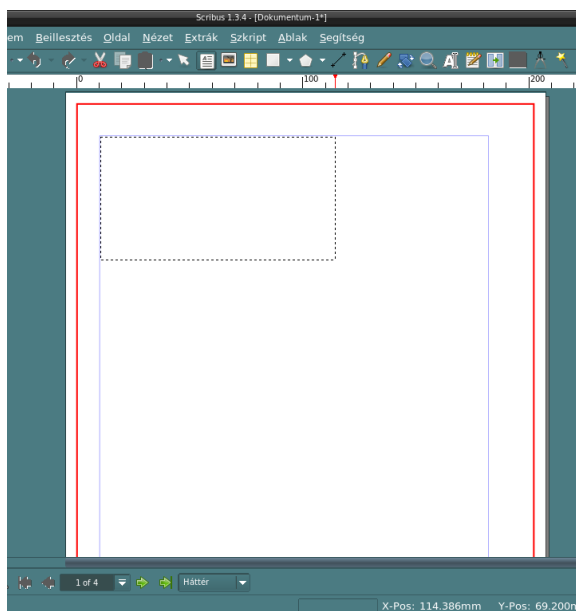 Scribus 1.3.4 - [Dokumentum-1*]
em Beillesztés Oldal Nézet Extrák Szkript Ablak Segítség
0 100 200
1 of 4 Háttér
X-Pos: 114.386mm Y-Pos: 69.200m